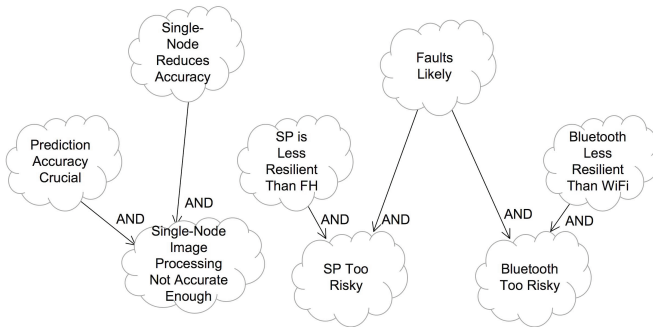 Single-
Node
Reduces
Accuracy
Faults
Likely
Prediction
Accuracy
Crucial
SP is
Less
Resilient
Than FH
Bluetooth
Less
Resilient
Than WiFi
AND
AND
AND
AND
AND
AND
Single-Node
Image
Processing
Not Accurate
Enough
SP Too
Risky
Bluetooth
Too Risky